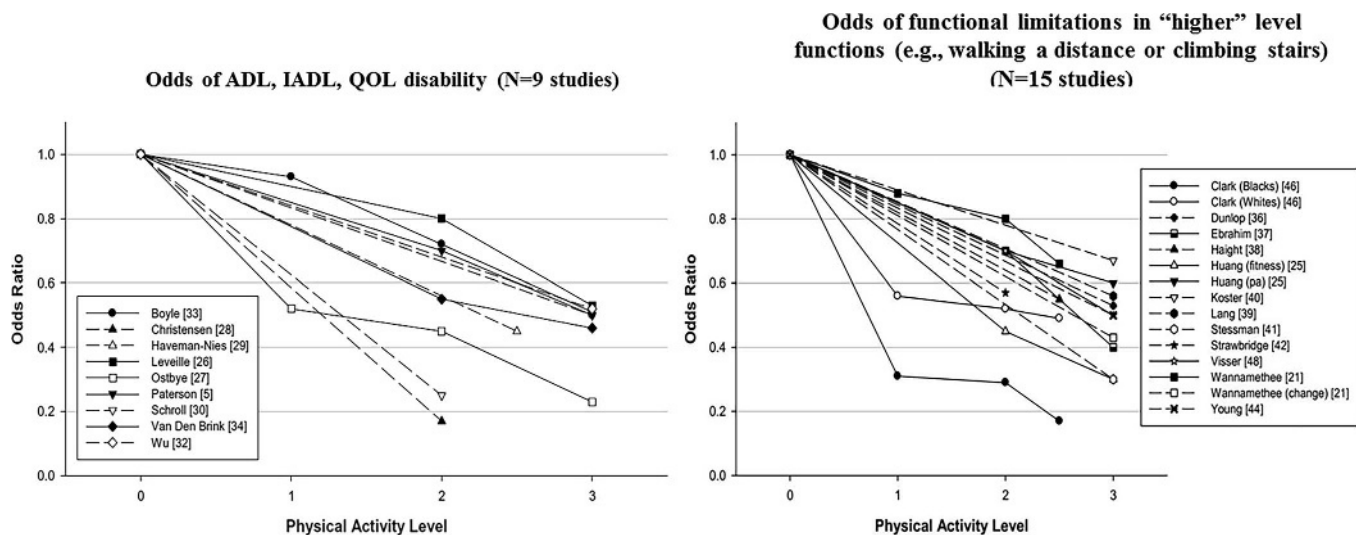 Odds of ADL, IADL, QOL disability (N=9 studies)
Odds Ratio
1.0
0.8
0.6
0.4
0.2
0.0
Boyle [33]
Christensen [28]
Haveman-Nies [29]
Leveille [26]
Ostbye [27]
Paterson [5]
Schroll [30]
Van Den Brink [34]
Wu [32]
0 1 2 3
Physical Activity Level
Odds of functional limitations in “higher” level
functions (e.g., walking a distance or climbing stairs)
(N=15 studies)
Odds Ratio
1.0
0.8
0.6
0.4
0.2
0.0
0 1 2 3
Physical Activity Level
Clark (Blacks) [46]
Clark (Whites) [46]
Dunlop [36]
Ebrahim [37]
Haight [38]
Huang (fitness) [25]
Huang (pa) [25]
Koster [40]
Lang [39]
Stessman [41]
Strawbridge [42]
Visser [48]
Wannamethee [21]
Wannamethee (change) [21]
Young [44]